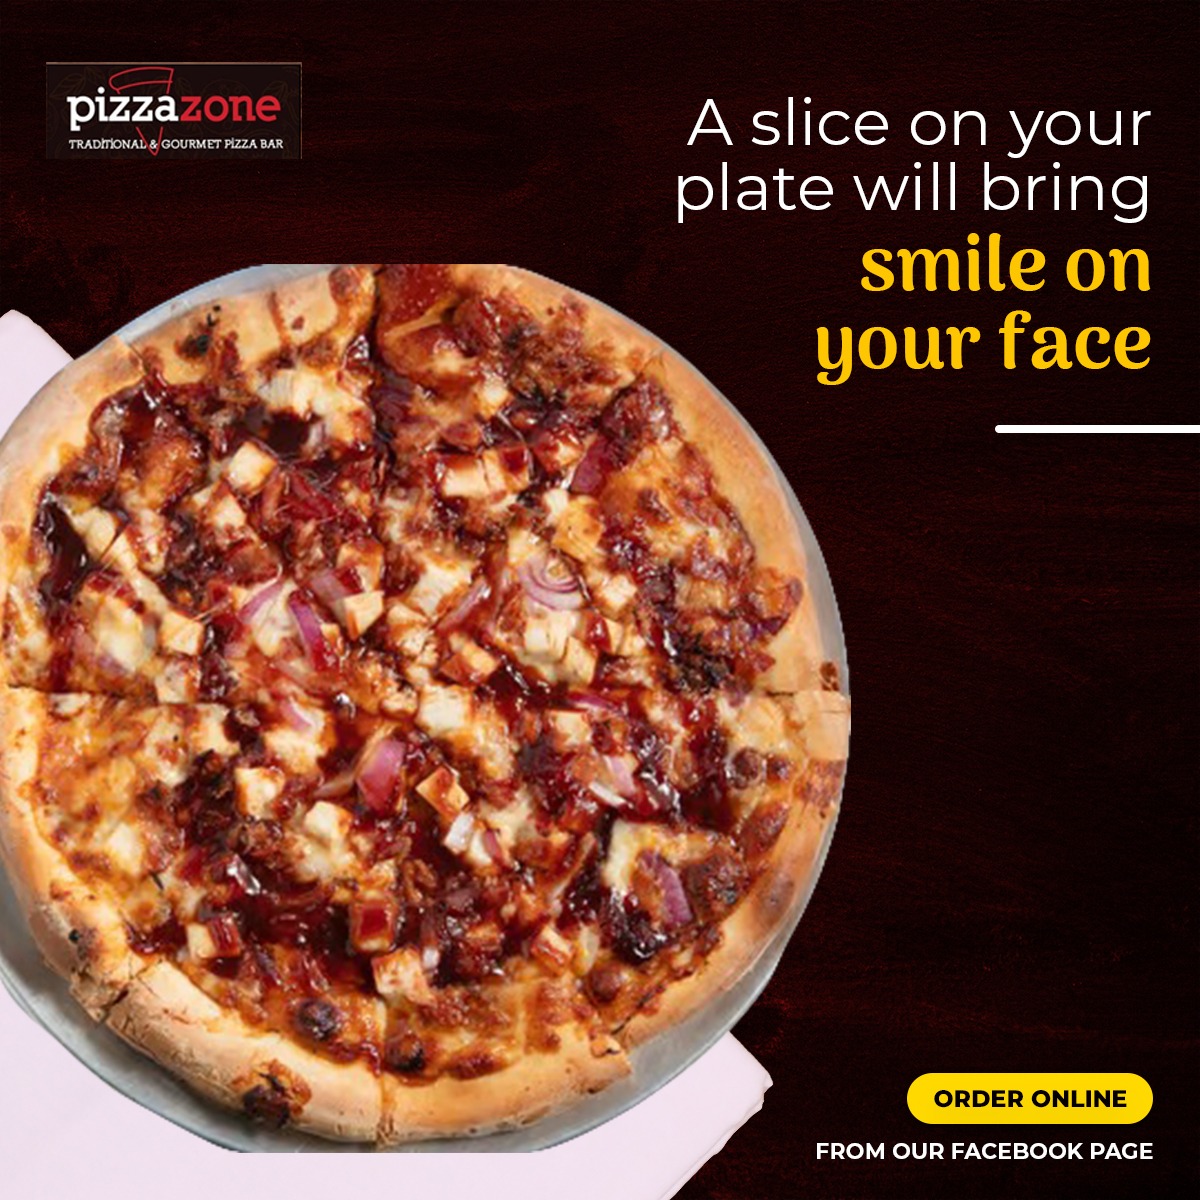 pizzazone
TRADITIONAL & GOURMET PIZZA BAR
A slice on your
plate will bring
smile on
your face
ORDER ONLINE
FROM OUR FACEBOOK PAGE